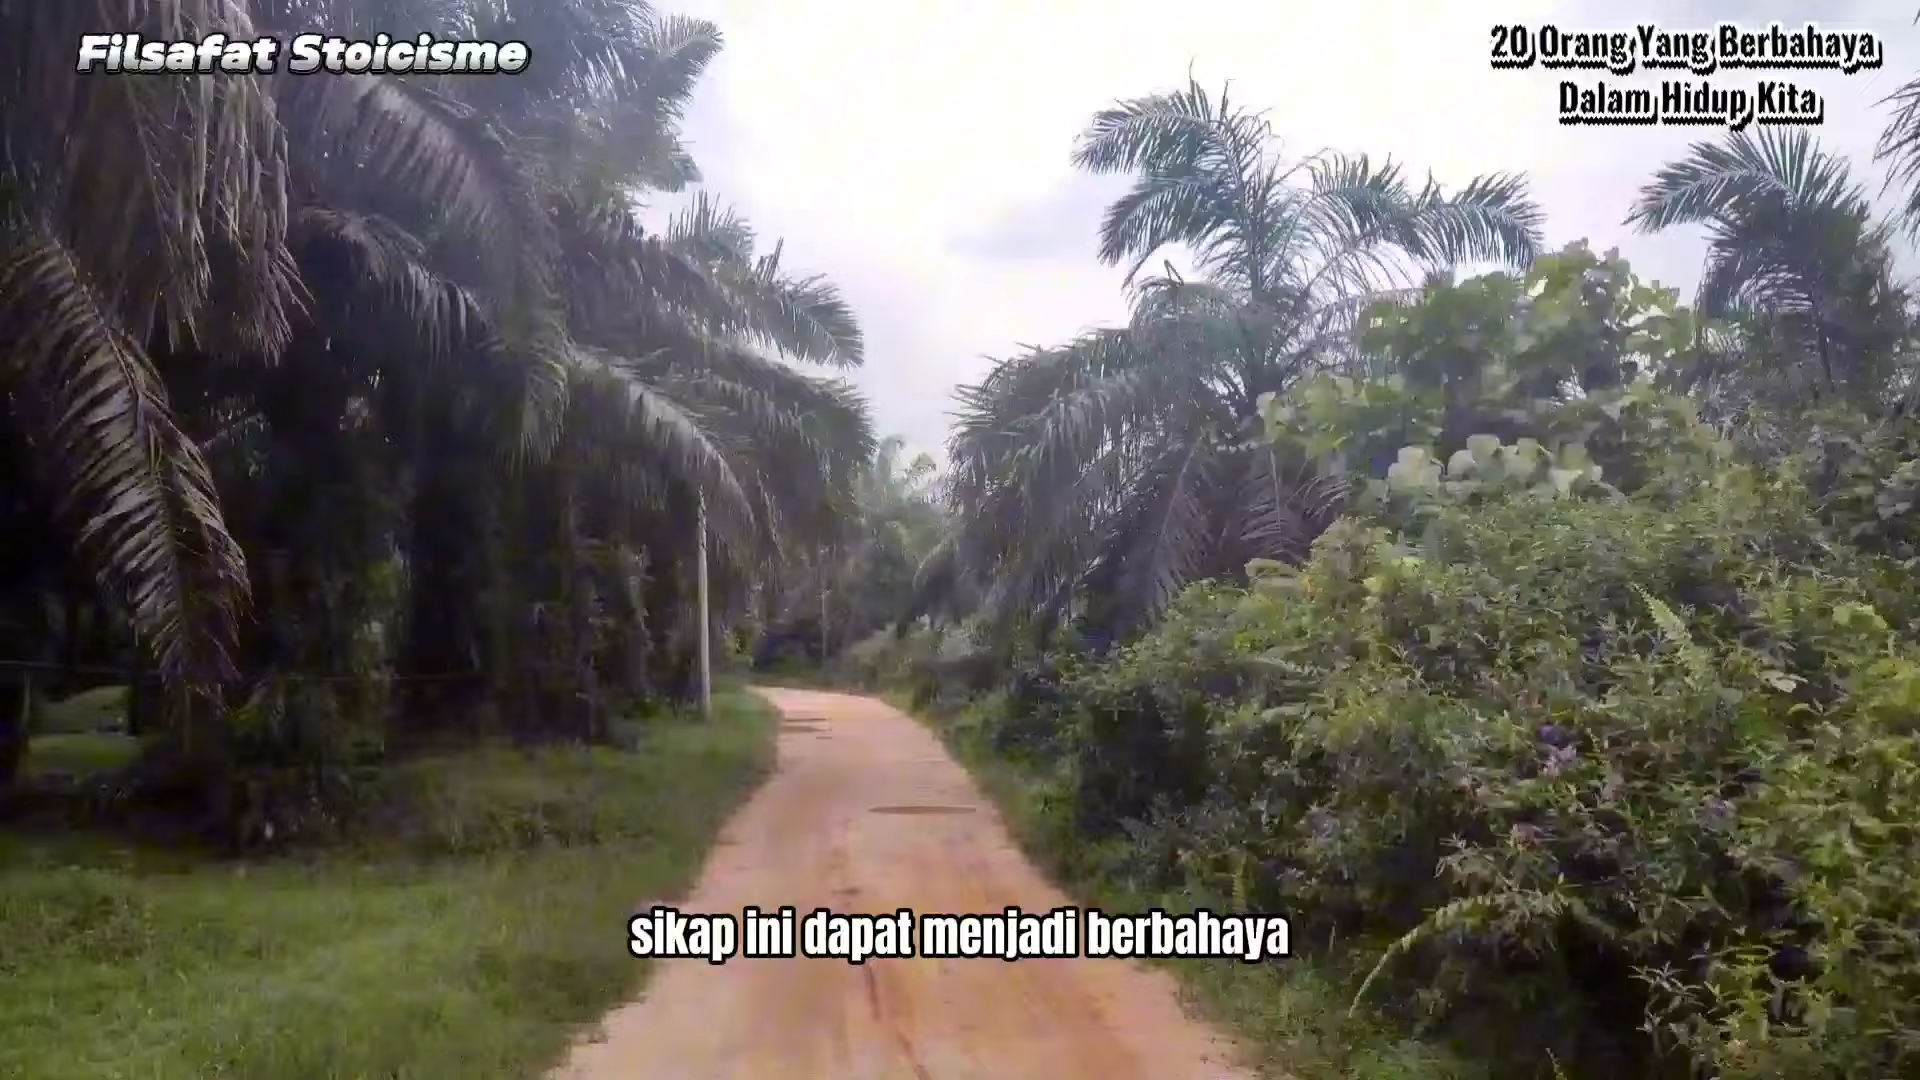 Filsafat Stoicisme
20 Orang Yang Berbahaya
Dalam Hidup Kita
sikap ini dapat menjadi berbahaya